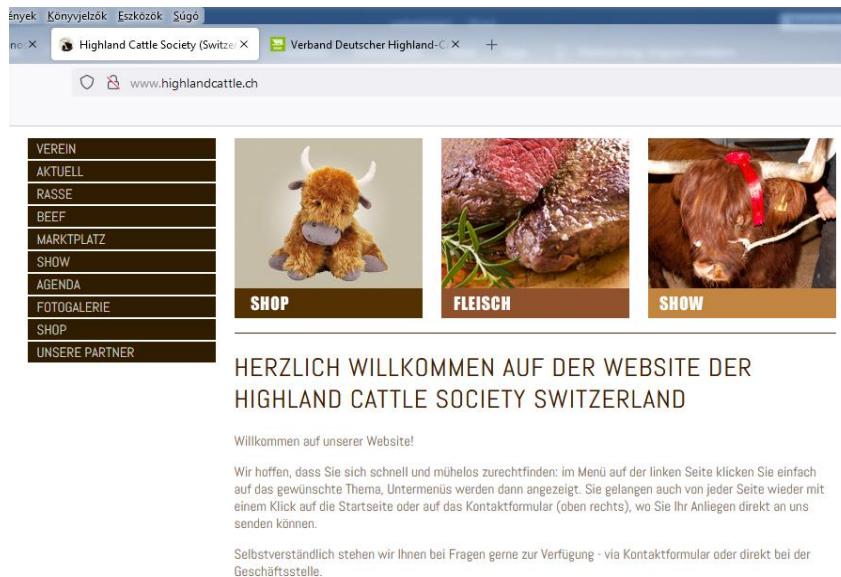 Könyvjelzők Eszközök Súgó
Highland Cattle Society (Switze
Verband Deutscher Highland-C
www.highlandcattle.ch
VEREIN
AKTUELL
RASSE
BEEF
MARKTPLATZ
SHOW
AGENDA
FOTOGALERIE
SHOP
UNSERE PARTNER
SHOP
FLEISCH
SHOW
HERZLICH WILLKOMMEN AUF DER WEBSITE DER
HIGHLAND CATTLE SOCIETY SWITZERLAND
Willkommen auf unserer Website!
Wir hoffen, dass Sie sich schnell und mühelos zurechtfinden: im Menü auf der linken Seite klicken Sie einfach
auf das gewünschte Thema, Untermenüs werden dann angezeigt. Sie gelangen auch von jeder Seite wieder mit
einem Klick auf die Startseite oder auf das Kontaktformular (oben rechts), wo Sie Ihr Anliegen direkt an uns
senden können.
Selbstverständlich stehen wir Ihnen bei Fragen gerne zur Verfügung - via Kontaktformular oder direkt bei der
Geschäftsstelle.